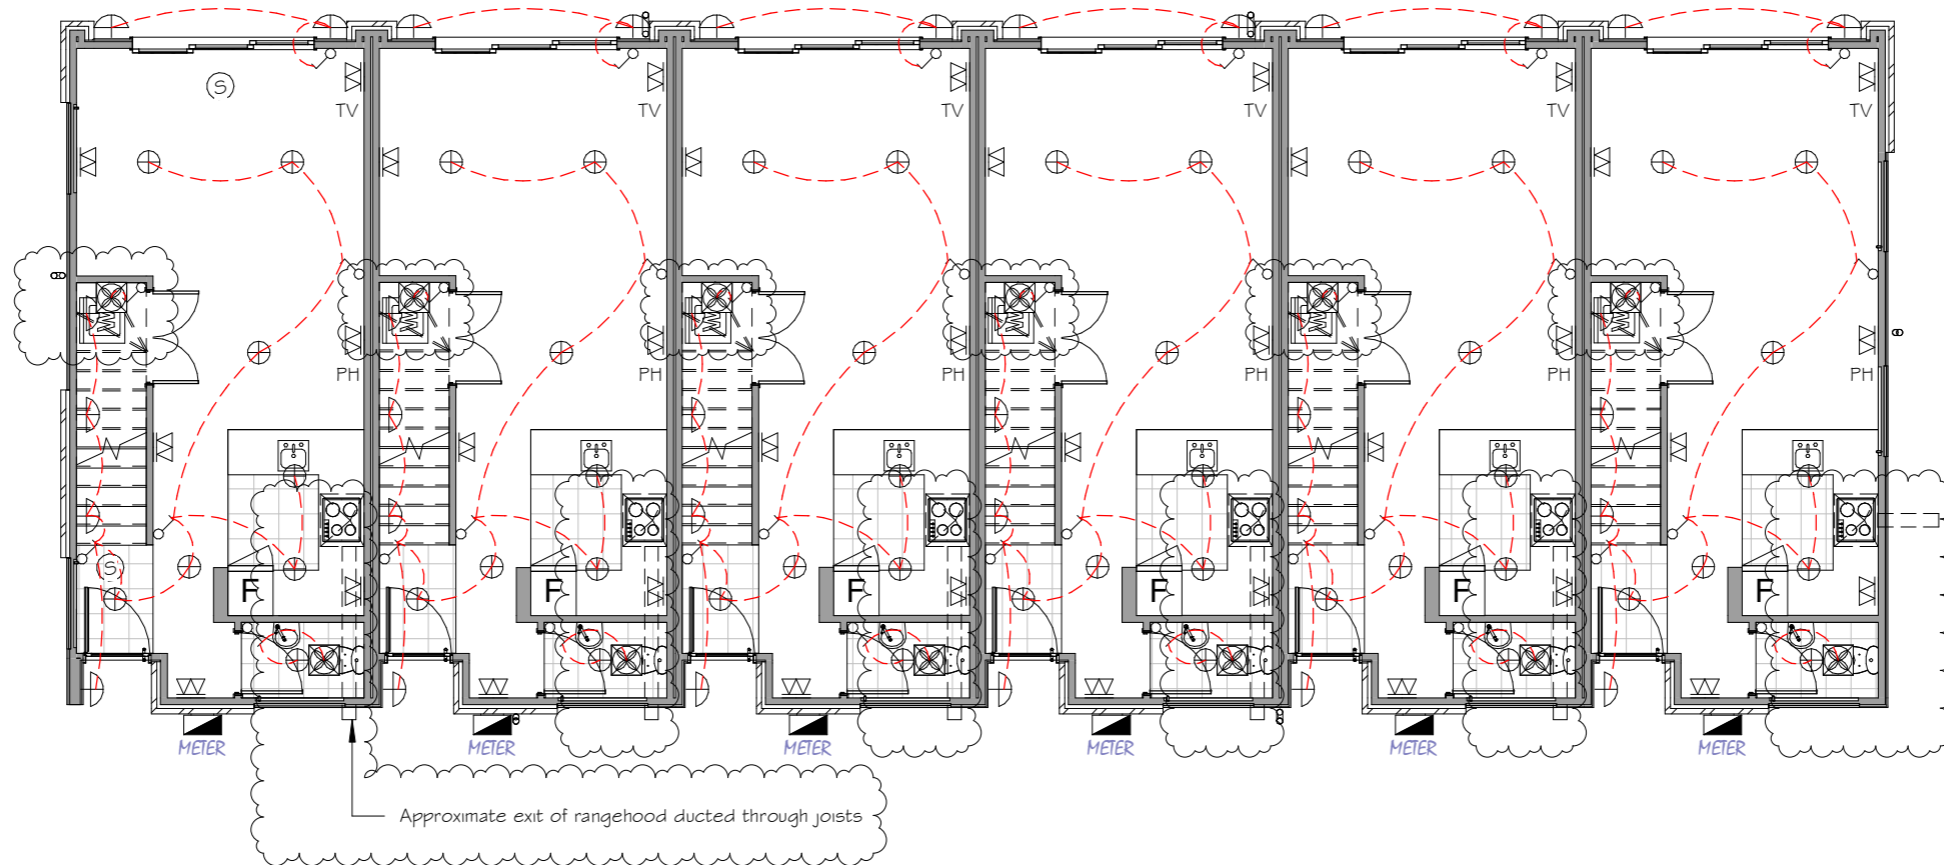 S
TV TV TV TV TV TV
W W W W W W
PH PH PH PH PH PH
S
F F F F F F
METER METER METER METER METER METER
Approximate exit of rangehood ducted through joists